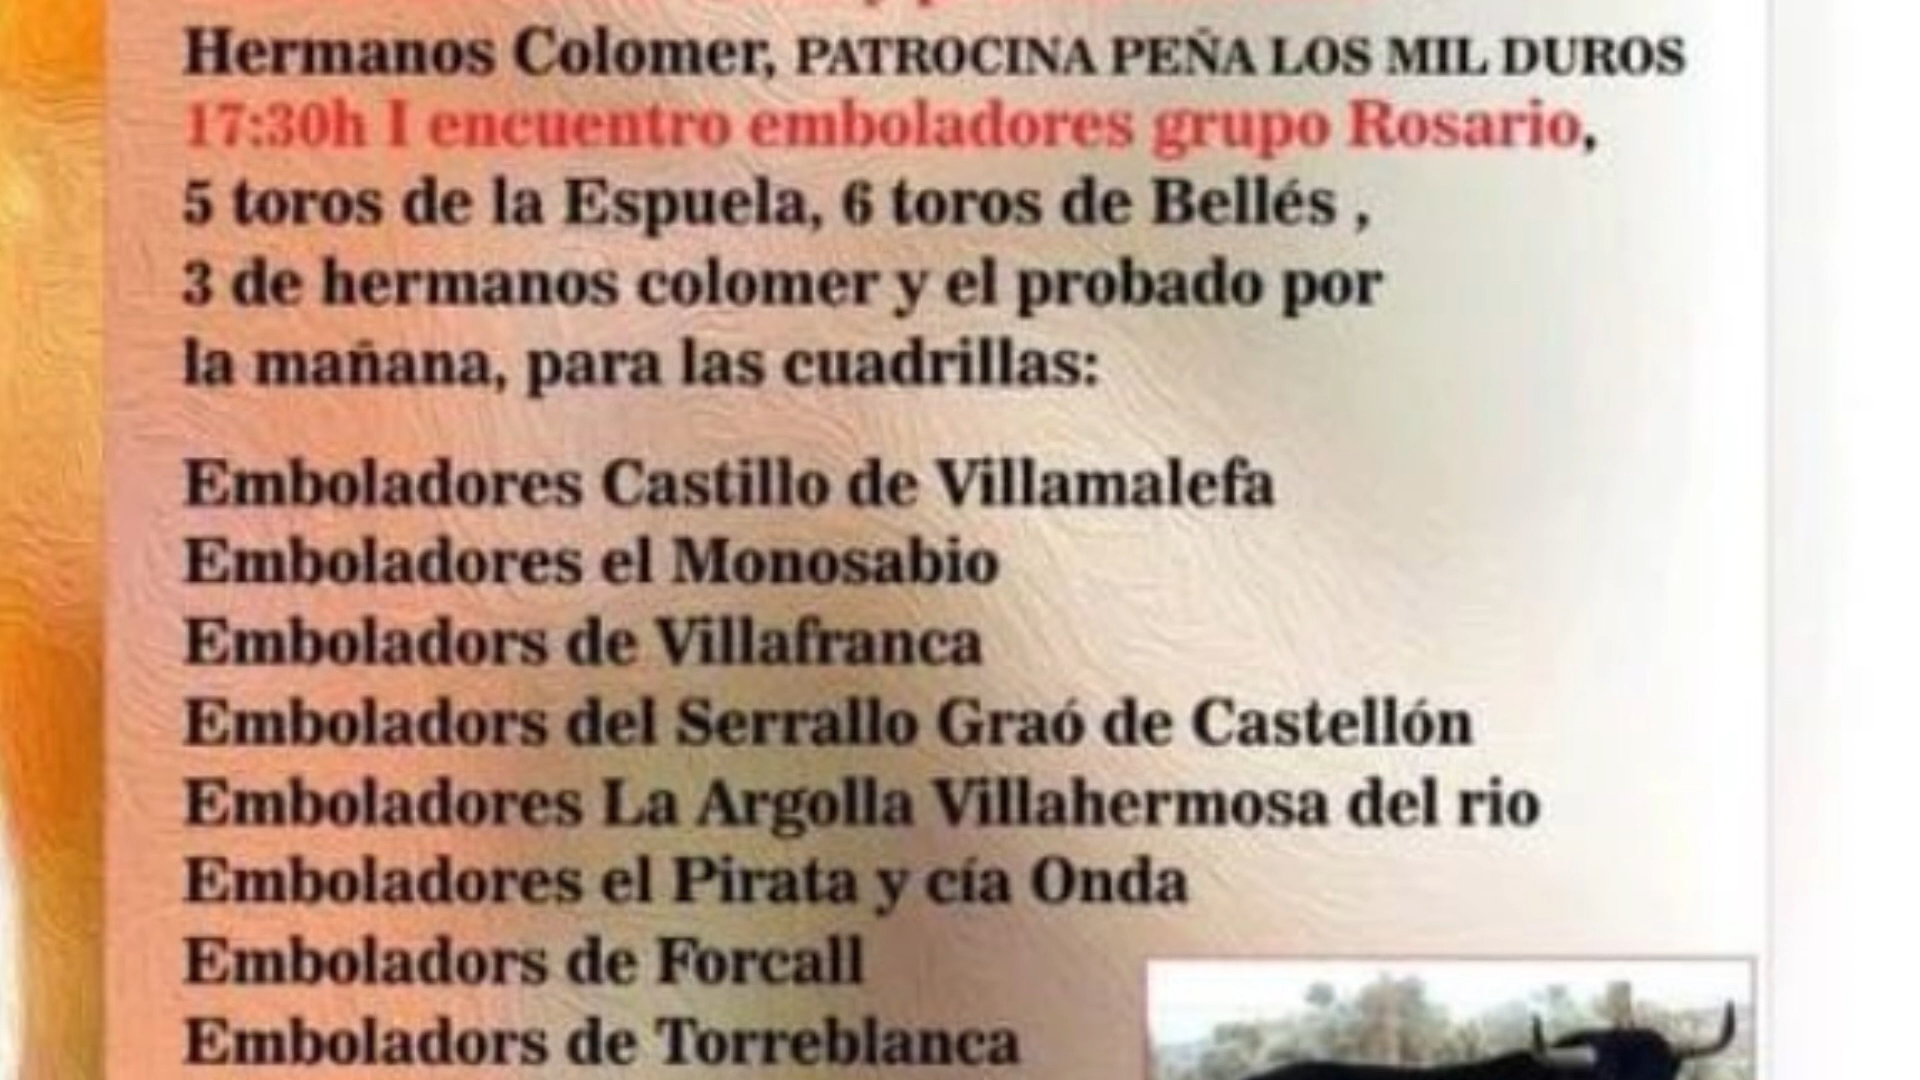 Hermanos Colomer, PATROCINA PEÑA LOS MIL DUROS
17:30h I encuentro emboladores grupo Rosario,
5 toros de la Espuela, 6 toros de Bellés ,
3 de hermanos colomer y el probado por
la mañana, para las cuadrillas:
Emboladores Castillo de Villamalefa
Emboladores el Monosabio
Emboladors de Villafranca
Emboladors del Serrallo Graó de Castellón
Emboladores La Argolla Villahermosa del rio
Emboladores el Pirata y cía Onda
Emboladors de Forcall
Emboladors de Torreblanca